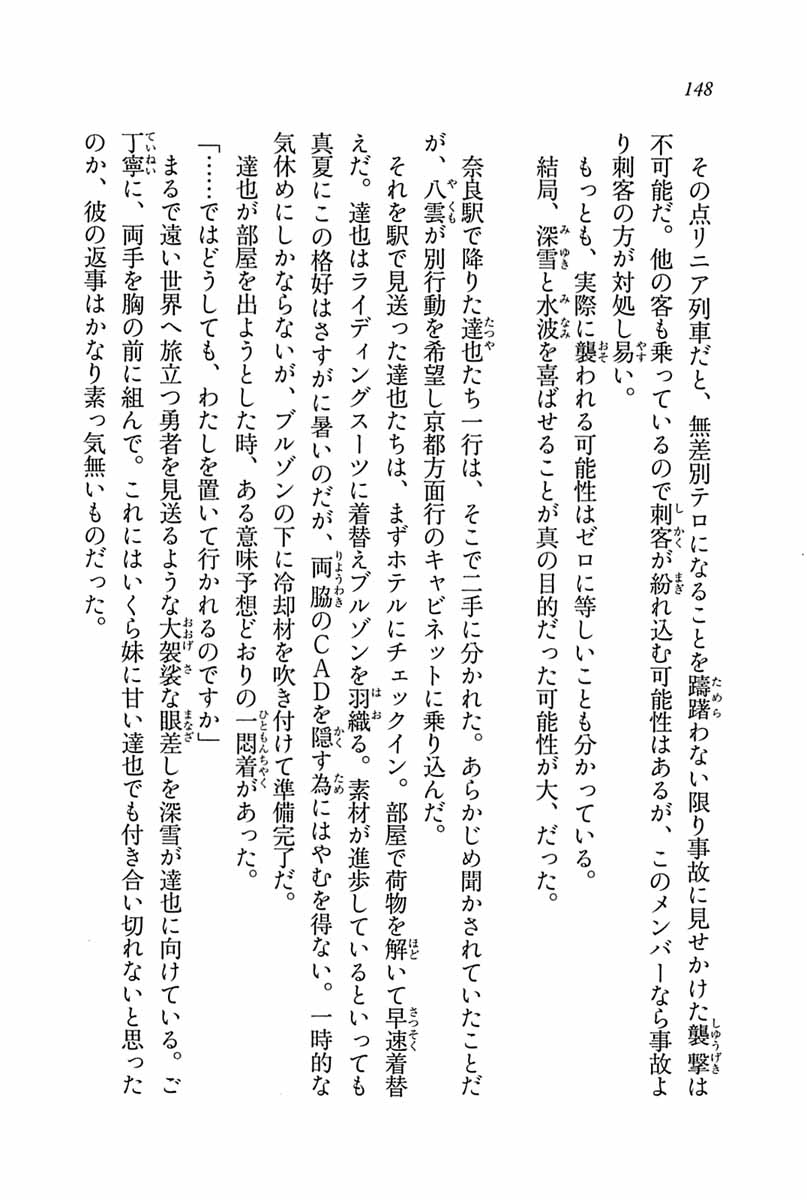 148
その点リニア列車だと、無差別テロになることを躊躇わない限り事故に見せかけた襲撃は
不可能だ。他の客も乗っているので刺客が紛れ込む可能性はあるが、このメンバーなら事故よ
り刺客の方が対処し易い。
もっとも、実際に襲われる可能性はゼロに等しいことも分かっている。
結局、深雪と水波を喜ばせることが真の目的だった可能性が大、だった。
奈良駅で降りた達也たち一行は、そこで二手に分かれた。あらかじめ聞かされていたことだ
が、八雲が別行動を希望し京都方面行のキャビネットに乗り込んだ。
それを駅で見送った達也たちは、まずホテルにチェックイン。部屋で荷物を解いて早速着替
えだ。達也はライディングスーツに着替えブルゾンを羽織る。素材が進歩しているといっても
真夏にこの格好はさすがに暑いのだが、両脇のCADを隠す為にはやむを得ない。一時的な
気休めにしかならないが、ブルゾンの下に冷却材を吹き付けて準備完了だ。
達也が部屋を出ようとした時、ある意味予想どおりの一悶着があった。
「……ではどうしても、わたしを置いて行かれるのですか」
まるで遠い世界へ旅立つ勇者を見送るような大袈裟な眼差しを深雪が達也に向けている。ご
丁寧に、両手を胸の前に組んで。これにはいくら妹に甘い達也でも付き合い切れないと思った
のか、彼の返事はかなり素っ気無いものだった。